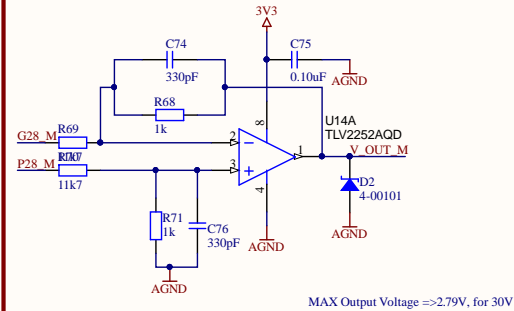 3V3
C74
330pF
C75
0.10uF
AGND
R68
1k
U14A
TLV2252AQD
G28_M
R69
8
2
1
V_OUT_M
P28_M
R70
11k7
3
4
D2
4-00101
R71
1k
C76
330pF
AGND
AGND
AGND
MAX Output Voltage =>2.79V, for 30V